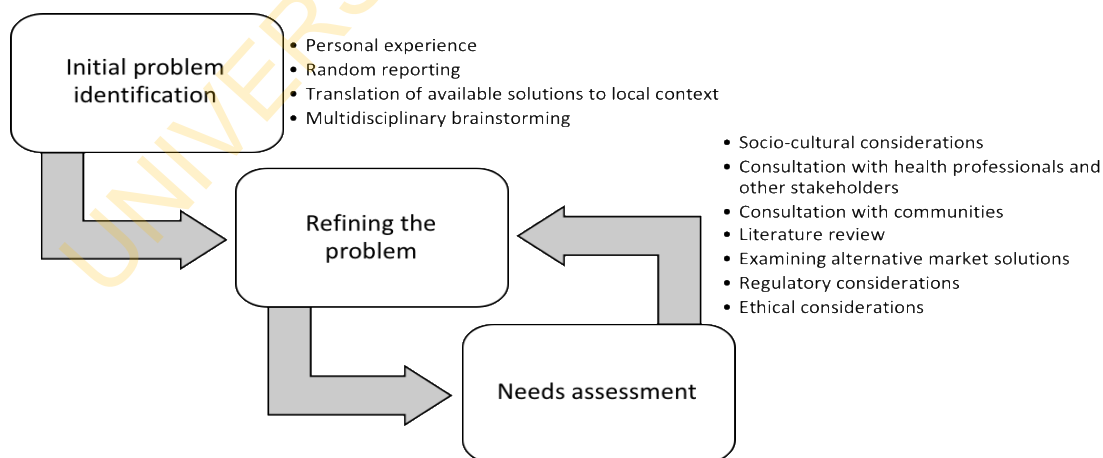 Initial problem
identification
• Personal experience
• Random reporting
• Translation of available solutions to local context
• Multidisciplinary brainstorming
Refining the
problem
• Socio-cultural considerations
• Consultation with health professionals and
other stakeholders
• Consultation with communities
• Literature review
• Examining alternative market solutions
• Regulatory considerations
• Ethical considerations
Needs assessment
UNIVERS